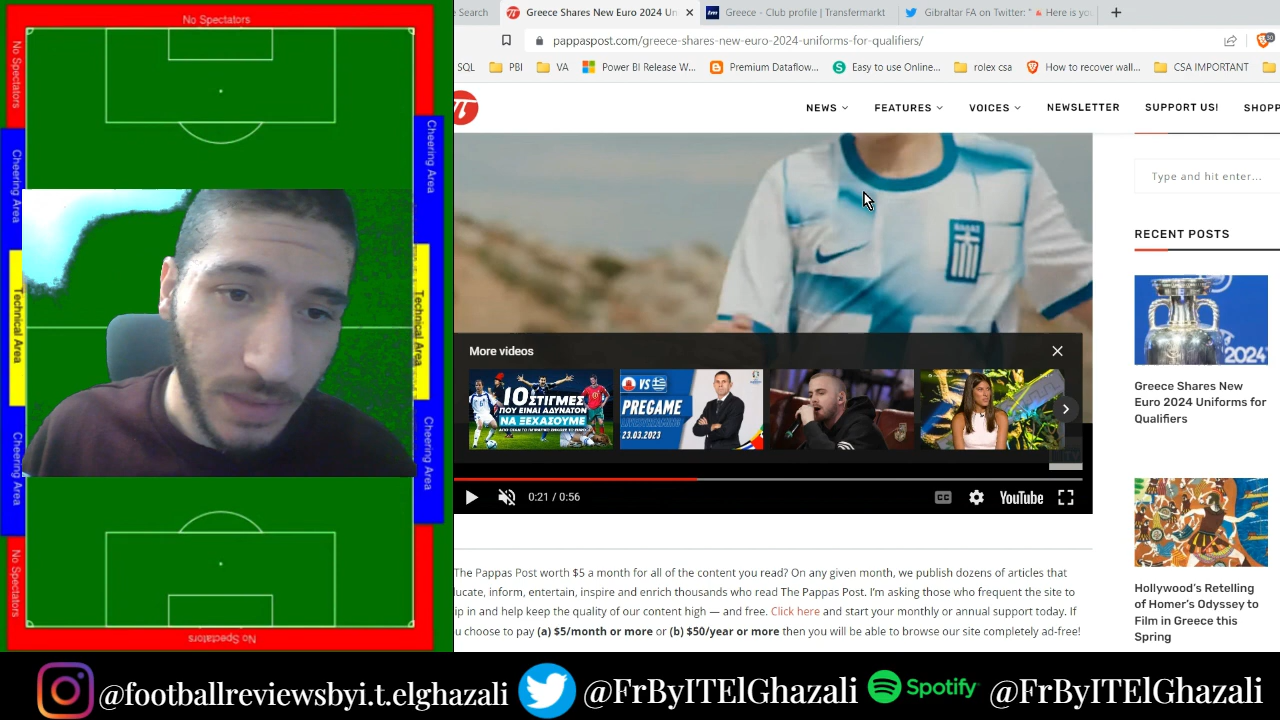 No Spectators
No Spectators
Cheering Area
Technical Area
Cheering Area
No Spectators
Cheering Area
Technical Area
Cheering Area
No Spectators
Search
Greece Shares New Euro 2024 Un
Greece - Club profile | Transfermarkt
Gibraltar FA on Twitter: "🔺 Here is yo
pappaspost.com/greece-shares-new-euro-2024-uniforms-for-qualifiers/
SQL
PBI
VA
Power BI Release W...
Premium Dataflow...
Easy to use Online...
rolex csa
How to recover wall...
CSA IMPORTANT
NEWS
FEATURES
VOICES
NEWSLETTER
SUPPORT US!
SHOPP
Type and hit enter...
RECENT POSTS
2024
Greece Shares New
Euro 2024 Uniforms for
Qualifiers
Hollywood's Retelling
of Homer's Odyssey to
Film in Greece this
Spring
ΕΛΛΑΣ
More videos
10 ΣΤΙΓΜΕΣ
ΠΟΥ ΕΙΝΑΙ ΑΔΥΝΑΤΟΝ
ΝΑ ΞΕΧΑΣΟΥΜΕ
VS
PREGAME
23.03.2023
0:21 / 0:56
CC
YouTube
The Pappas Post worth $5 a month for all of the content you read? On any given month, we publish dozens of articles that
ucate, inform, entertain, inspire and enrich thousands who read The Pappas Post. I'm asking those who frequent the site to
ip in and help keep the quality of our content high — and free. Click here and start your monthly or annual support today. If
u choose to pay (a) $5/month or more or (b) $50/year or more then you will be able to browse our site completely ad-free!
@footballreviewsbyi.t.elghazali
@FrByITElGhazali
Spotify
@FrByITElGhazali